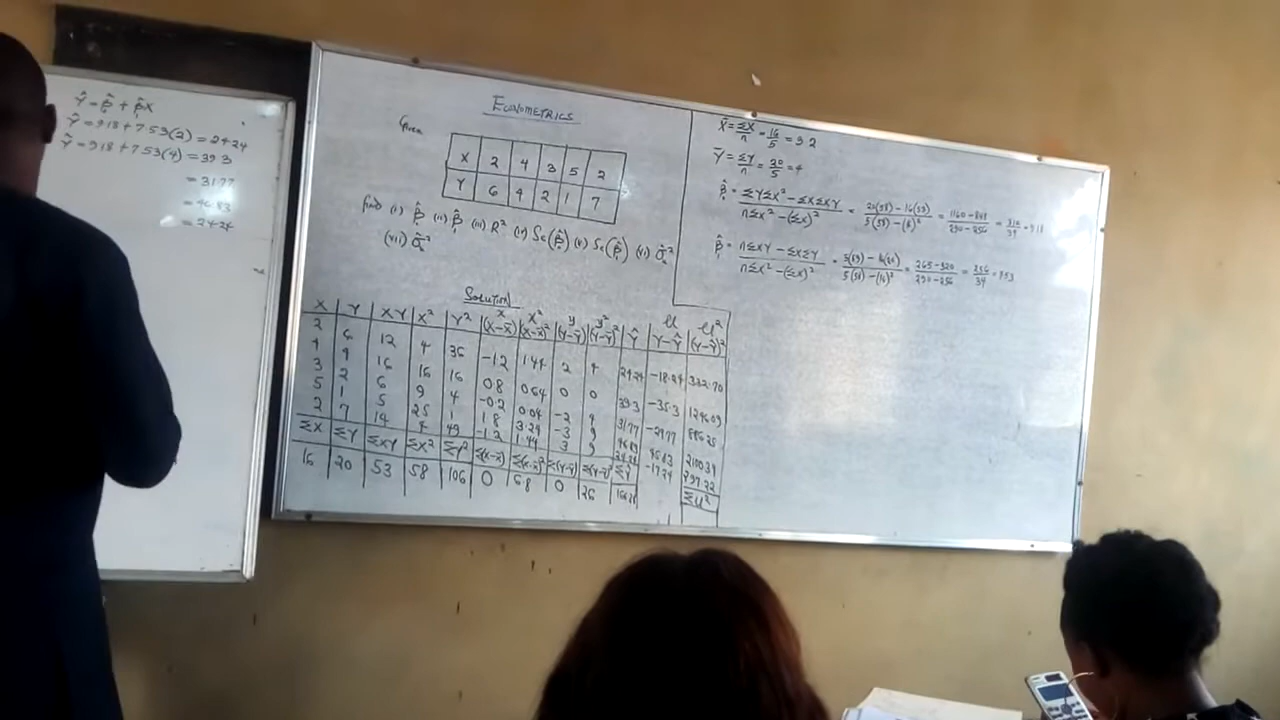 Ŷ = β̂₀ + β̂₁X
Ŷ = 9.18 + 7.53(2) = 24.24
Ŷ = 9.18 + 7.53(4) = 39.3
= 31.77
= 46.83
= 24.24
ECONOMETRICS
Given
X 2 4 3 5 2
Y 6 4 2 1 7
find (i) β̂₀ (ii) β̂₁ (iii) R² (iv) Se(β̂₀) (v) Se(β̂₁) (vi)
(vii)
Solution
x x² y y² U U²
X Y XY X² Y² (X-X̄) (X-X̄)² (Y-Ȳ) (Y-Ȳ)² Ŷ Y-Ŷ (Y-Ŷ)²
2 6 12 4 36 -1.2 1.44 2 4 24.24 -18.24 332.70
4 4 16 16 16 0.8 0.64 0 0 39.3 -35.3 1246.09
3 2 6 9 4 -0.2 0.04 -2 4 31.77 -29.77 886.25
5 1 5 25 1 1.8 3.24 -3 9 46.83 45.83 2100.39
2 7 14 4 49 -1.2 1.44 3 9 24.24 -17.24 297.22
ΣX ΣY ΣXY ΣX² ΣY² Σ(X-X̄) Σ(X-X̄)² Σ(Y-Ȳ) Σ(Y-Ȳ)² ΣŶ ΣU²
16 20 53 58 106 0 6.8 0 26
X̄ = ΣX/n = 16/5 = 3.2
Ȳ = ΣY/n = 20/5 = 4
β̂₀ = ΣYΣX² - ΣXΣXY / nΣX² - (ΣX)² = 20(58) - 16(53) / 5(58) - (16)² = 1160 - 848 / 290 - 256 = 312/34 = 9.18
β̂₁ = nΣXY - ΣXΣY / nΣX² - (ΣX)² = 5(53) - 16(20) / 5(58) - (16)² = 265 - 320 / 290 - 256 = 256/34 = 7.53